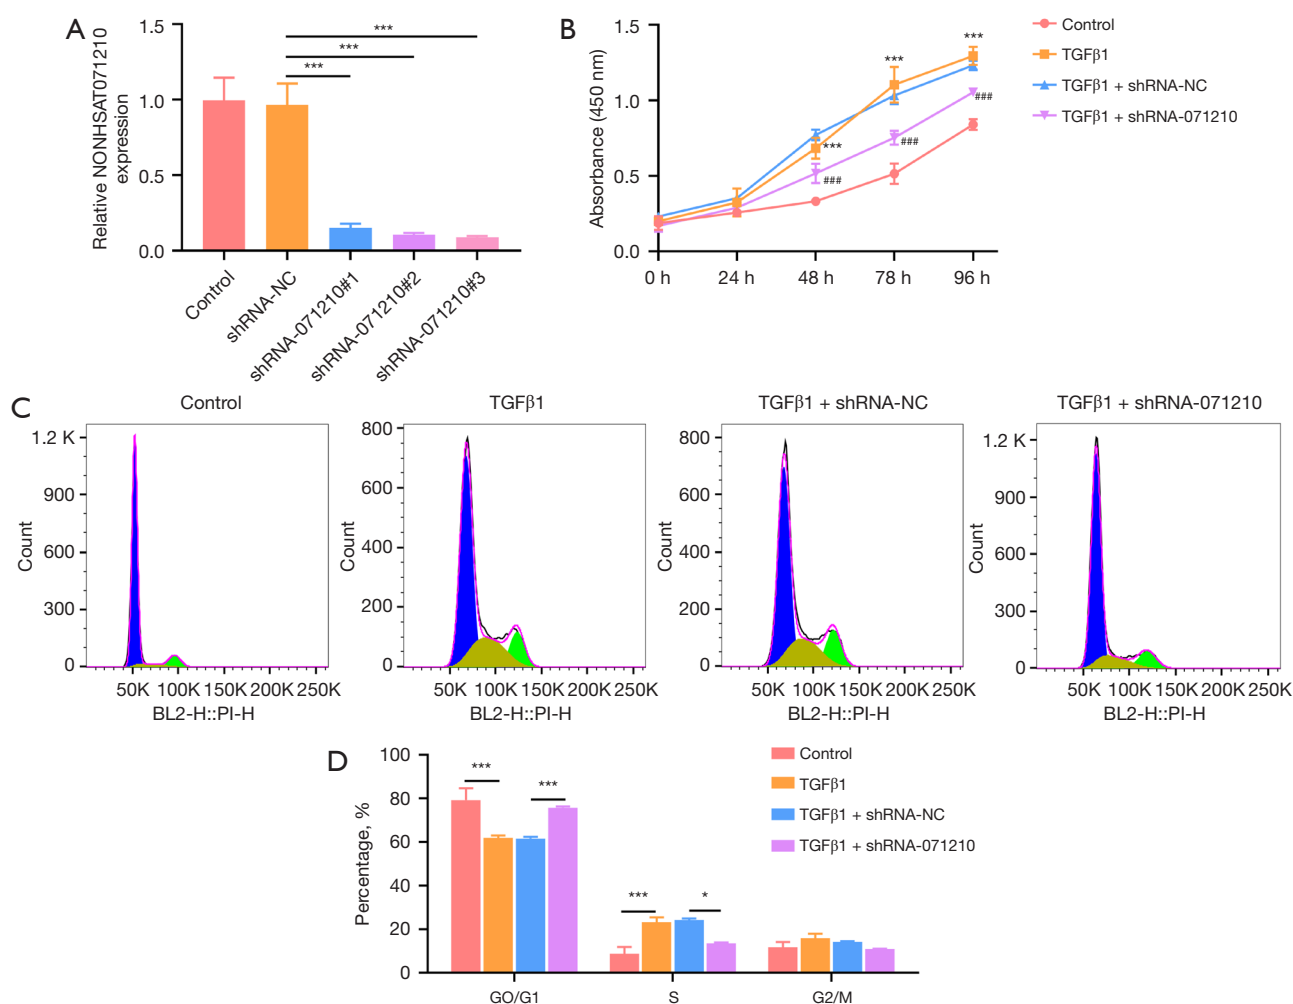 A
Relative NONHSAT071210
expression
1.5
1.0
0.5
0.0
***
***
***
Control
shRNA-NC
shRNA-071210#1
shRNA-071210#2
shRNA-071210#3
B
Absorbance (450 nm)
1.5
1.0
0.5
0.0
0 h
24 h
48 h
78 h
96 h
***
***
***
###
###
###
Control
TGFβ1
TGFβ1 + shRNA-NC
TGFβ1 + shRNA-071210
C
Control
Count
1.2 K
900
600
300
0
50K 100K 150K 200K 250K
BL2-H::PI-H
TGFβ1
Count
800
600
400
200
0
50K 100K 150K 200K 250K
BL2-H::PI-H
TGFβ1 + shRNA-NC
Count
800
600
400
200
0
50K 100K 150K 200K 250K
BL2-H::PI-H
TGFβ1 + shRNA-071210
Count
1.2 K
900
600
300
0
50K 100K 150K 200K 250K
BL2-H::PI-H
D
Percentage, %
100
80
60
40
20
0
***
***
***
*
GO/G1
S
G2/M
Control
TGFβ1
TGFβ1 + shRNA-NC
TGFβ1 + shRNA-071210